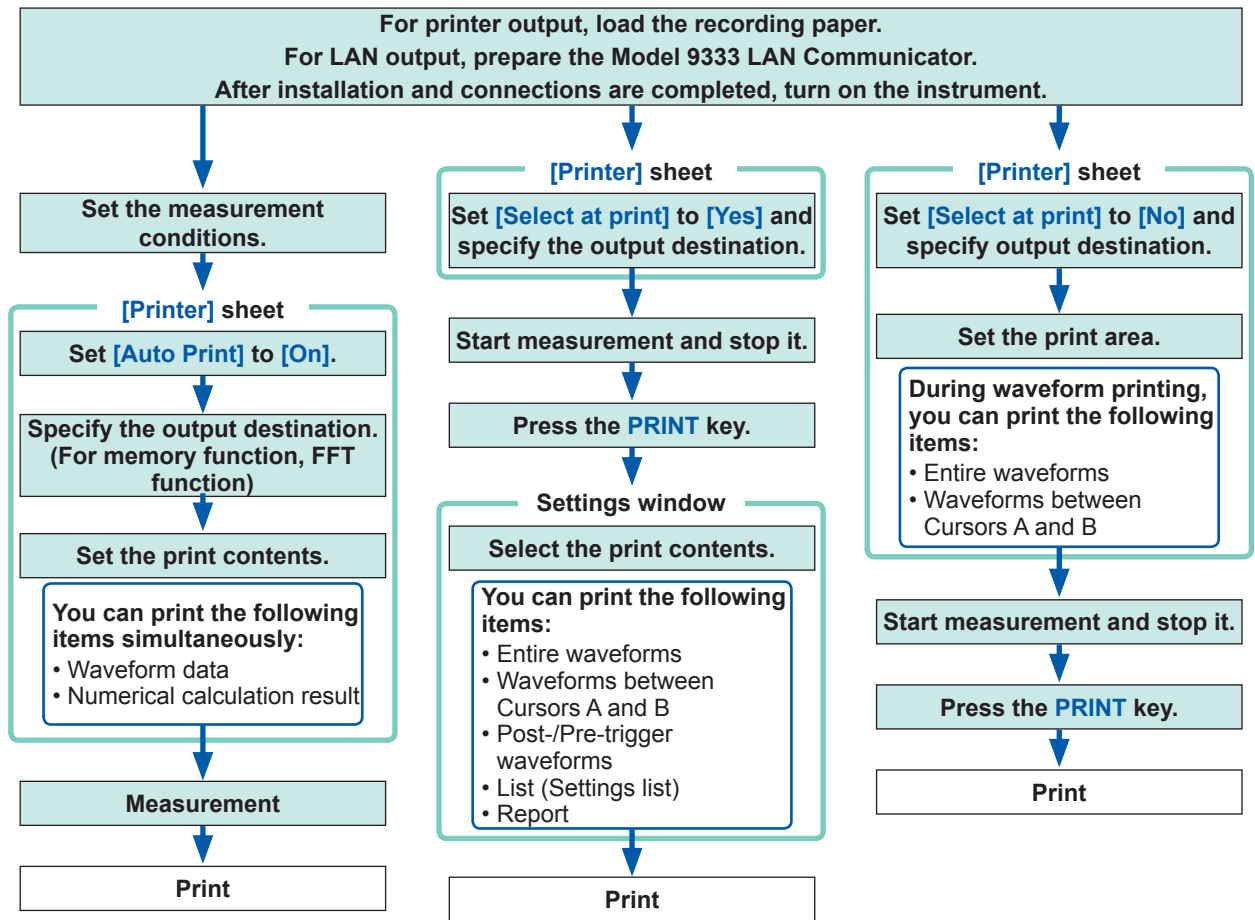 For printer output, load the recording paper.
For LAN output, prepare the Model 9333 LAN Communicator.
After installation and connections are completed, turn on the instrument.
Set the measurement
conditions.
[Printer] sheet
Set [Auto Print] to [On].
Specify the output destination.
(For memory function, FFT
function)
Set the print contents.
You can print the following
items simultaneously:
• Waveform data
• Numerical calculation result
Measurement
Print
[Printer] sheet
Set [Select at print] to [Yes] and
specify the output destination.
Start measurement and stop it.
Press the PRINT key.
Settings window
Select the print contents.
You can print the following
items:
• Entire waveforms
• Waveforms between
Cursors A and B
• Post-/Pre-trigger
waveforms
• List (Settings list)
• Report
Print
[Printer] sheet
Set [Select at print] to [No] and
specify output destination.
Set the print area.
During waveform printing,
you can print the following
items:
• Entire waveforms
• Waveforms between
Cursors A and B
Start measurement and stop it.
Press the PRINT key.
Print